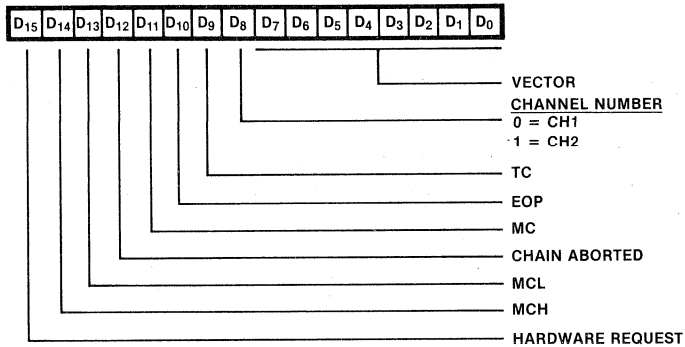 D15 D14 D13 D12 D11 D10 D9 D8 D7 D6 D5 D4 D3 D2 D1 D0
VECTOR
CHANNEL NUMBER
0 = CH1
1 = CH2
TC
EOP
MC
CHAIN ABORTED
MCL
MCH
HARDWARE REQUEST